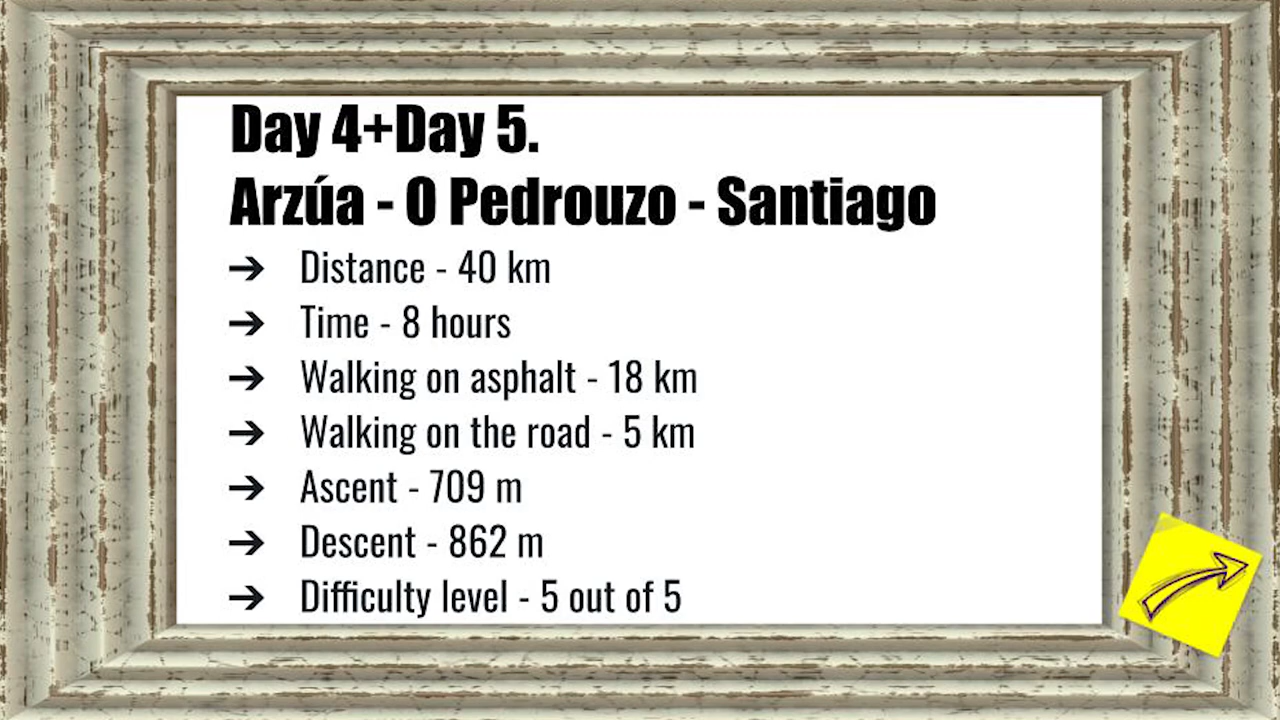 Day 4+Day 5.
Arzúa - O Pedrouzo - Santiago
➔ Distance - 40 km
➔ Time - 8 hours
➔ Walking on asphalt - 18 km
➔ Walking on the road - 5 km
➔ Ascent - 709 m
➔ Descent - 862 m
➔ Difficulty level - 5 out of 5